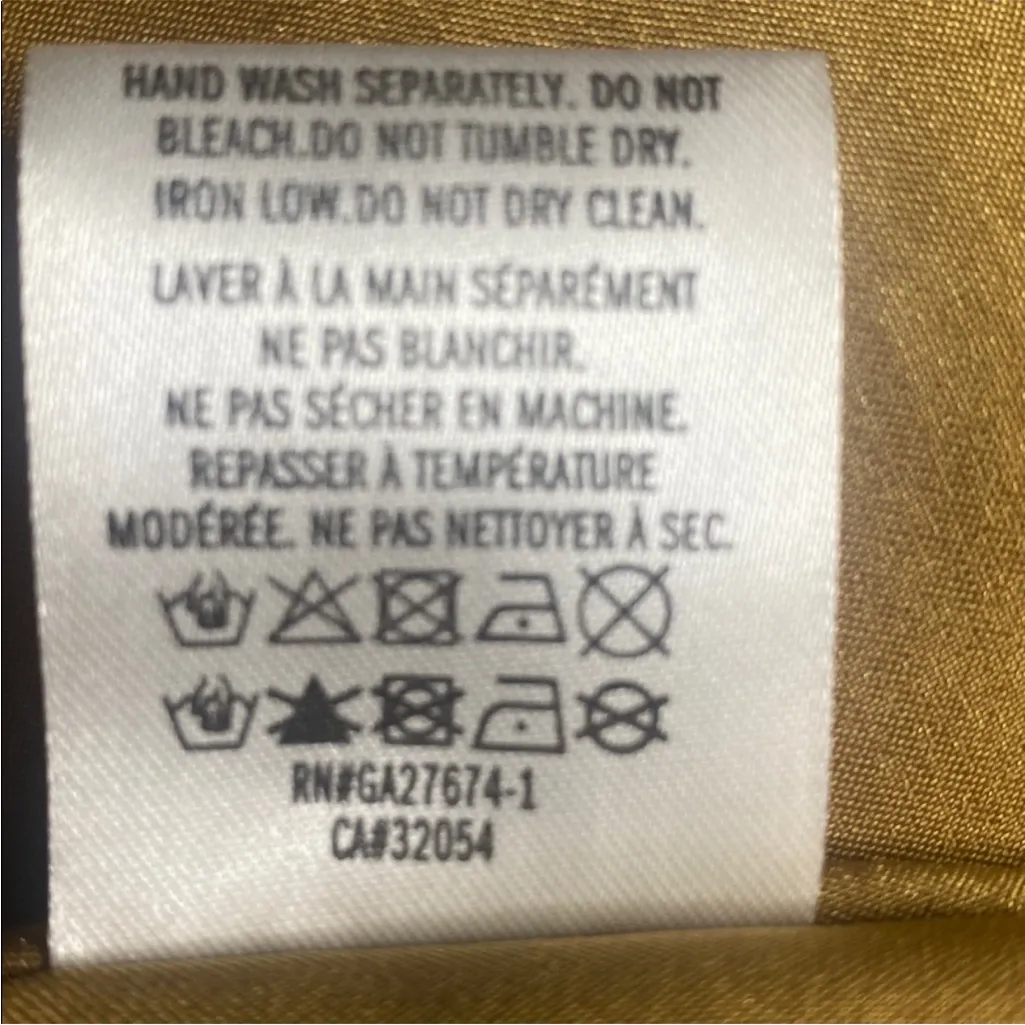 HAND WASH SEPARATELY. DO NOT
BLEACH.DO NOT TUMBLE DRY.
IRON LOW.DO NOT DRY CLEAN.
LAVER À LA MAIN SÉPARÉMENT
NE PAS BLANCHIR.
NE PAS SÉCHER EN MACHINE.
REPASSER À TEMPÉRATURE
MODÉRÉE. NE PAS NETTOYER À SEC.
RN#GA27674-1
CA#32054